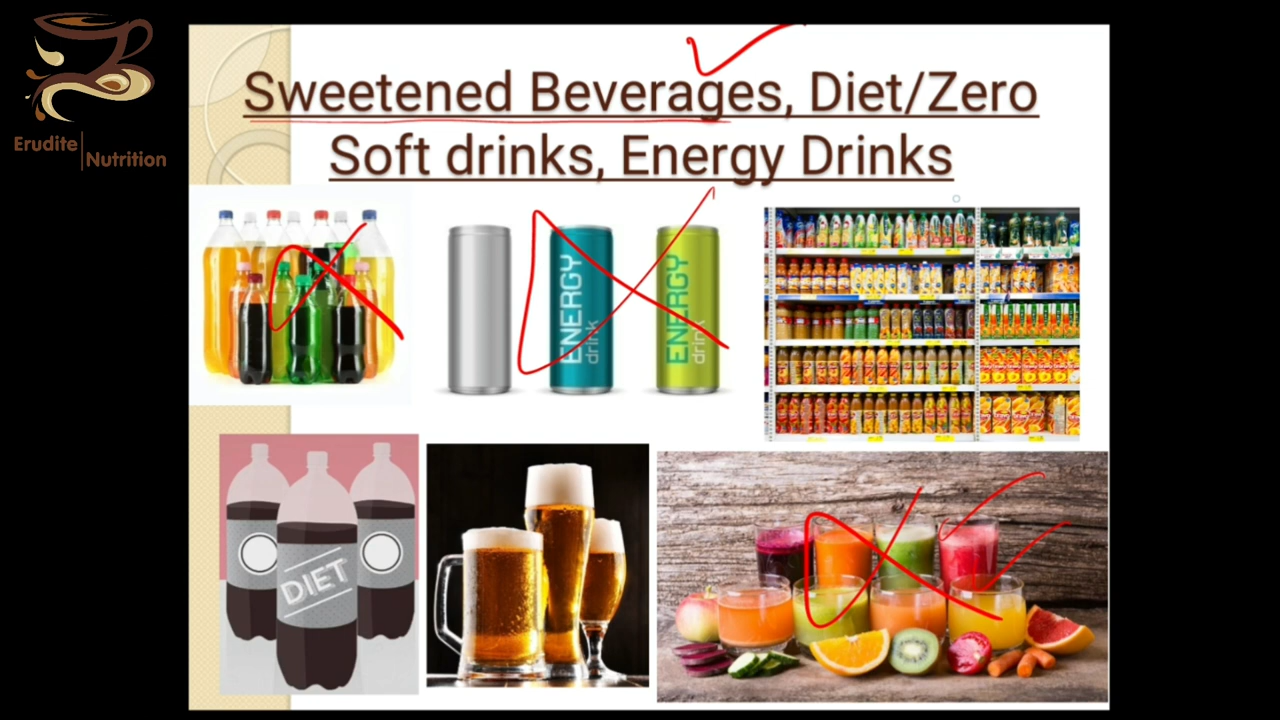 Erudite
Nutrition
Sweetened Beverages, Diet/Zero
Soft drinks, Energy Drinks
ENERGY
drink
ENERGY
drink
DIET